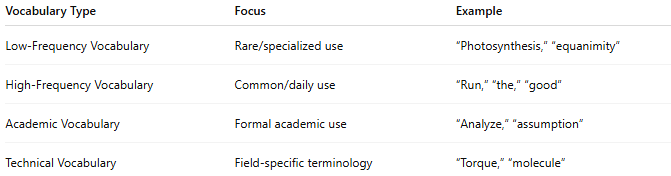 Vocabulary Type Focus Example
Low-Frequency Vocabulary Rare/specialized use “Photosynthesis,” “equanimity”
High-Frequency Vocabulary Common/daily use “Run,” “the,” “good”
Academic Vocabulary Formal academic use “Analyze,” “assumption”
Technical Vocabulary Field-specific terminology “Torque,” “molecule”